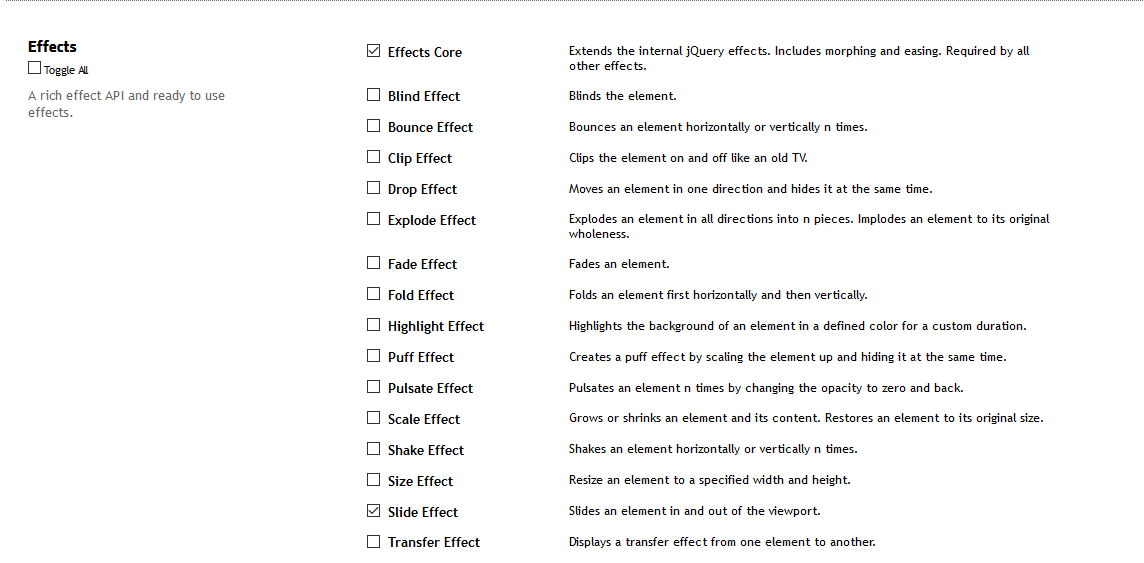 Effects
Toggle All
A rich effect API and ready to use
effects.
Effects Core
Extends the internal jQuery effects. Includes morphing and easing. Required by all
other effects.
Blind Effect
Blinds the element.
Bounce Effect
Bounces an element horizontally or vertically n times.
Clip Effect
Clips the element on and off like an old TV.
Drop Effect
Moves an element in one direction and hides it at the same time.
Explode Effect
Explodes an element in all directions into n pieces. Implodes an element to its original
wholeness.
Fade Effect
Fades an element.
Fold Effect
Folds an element first horizontally and then vertically.
Highlight Effect
Highlights the background of an element in a defined color for a custom duration.
Puff Effect
Creates a puff effect by scaling the element up and hiding it at the same time.
Pulsate Effect
Pulsates an element n times by changing the opacity to zero and back.
Scale Effect
Grows or shrinks an element and its content. Restores an element to its original size.
Shake Effect
Shakes an element horizontally or vertically n times.
Size Effect
Resize an element to a specified width and height.
Slide Effect
Slides an element in and out of the viewport.
Transfer Effect
Displays a transfer effect from one element to another.